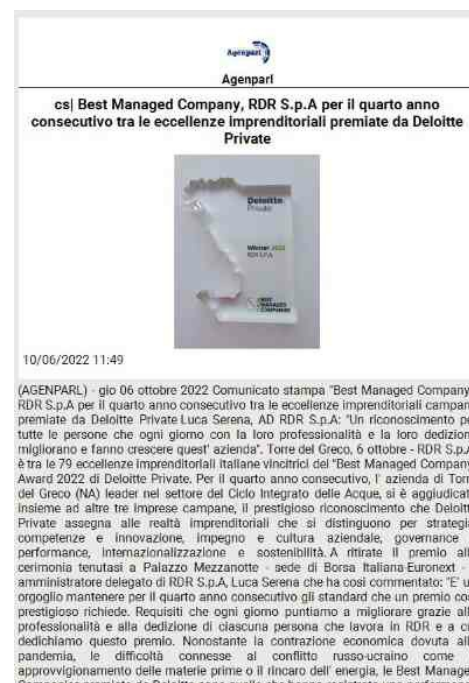 Agenparl
Agenparl
cs| Best Managed Company, RDR S.p.A per il quarto anno
consecutivo tra le eccellenze imprenditoriali premiate da Deloitte
Private
Deloitte
Private
Winner 2022
RDR S.P.A.
BEST
MANAGED
COMPANIES
10/06/2022 11:49
(AGENPARL) - gio 06 ottobre 2022 Comunicato stampa "Best Managed Company
RDR S.p.A per il quarto anno consecutivo tra le eccellenze imprenditoriali campan
premiate da Deloitte Private Luca Serena, AD RDR S.p.A: "Un riconoscimento pe
tutte le persone che ogni giorno con la loro professionalità e la loro dedizion
migliorano e fanno crescere quest' azienda". Torre del Greco, 6 ottobre - RDR S.p.A
è tra le 79 eccellenze imprenditoriali italiane vincitrici del "Best Managed Company
Award 2022 di Deloitte Private. Per il quarto anno consecutivo, l' azienda di Torr
del Greco (NA) leader nel settore del Ciclo Integrato delle Acque, si è aggiudicat
insieme ad altre tre imprese campane, il prestigioso riconoscimento che Deloitt
Private assegna alle realtà imprenditoriali che si distinguono per strategia
competenze e innovazione, impegno e cultura aziendale, governance
performance, internazionalizzazione e sostenibilità. A ritirate il premio all
cerimonia tenutasi a Palazzo Mezzanotte - sede di Borsa Italiana-Euronext -
amministratore delegato di RDR S.p.A, Luca Serena che ha così commentato: "E' u
orgoglio mantenere per il quarto anno consecutivo gli standard che un premio cos
prestigioso richiede. Requisiti che ogni giorno puntiamo a migliorare grazie all
professionalità e alla dedizione di ciascuna persona che lavora in RDR e a cu
dedichiamo questo premio. Nonostante la contrazione economica dovuta all
pandemia, le difficoltà connesse al conflitto russo-ucraino come
approvvigionamento delle materie prime o il rincaro dell' energia, le Best Manage